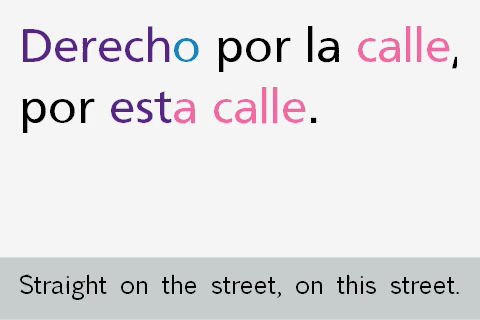 Derecho por la calle,
por esta calle.
Straight on the street, on this street.